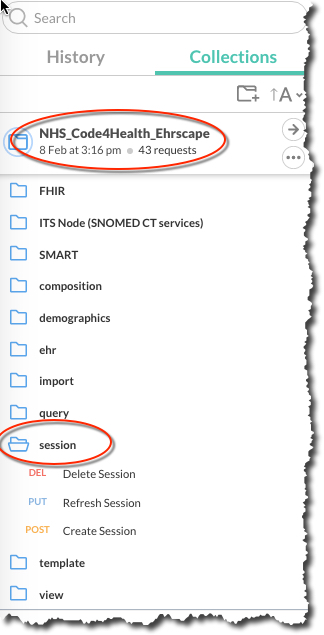 Search
History Collections
A
NHS_Code4Health_Ehrscape
8 Feb at 3:16 pm 43 requests
FHIR
ITS Node (SNOMED CT services)
SMART
composition
demographics
ehr
import
query
session
DEL Delete Session
PUT Refresh Session
POST Create Session
template
view